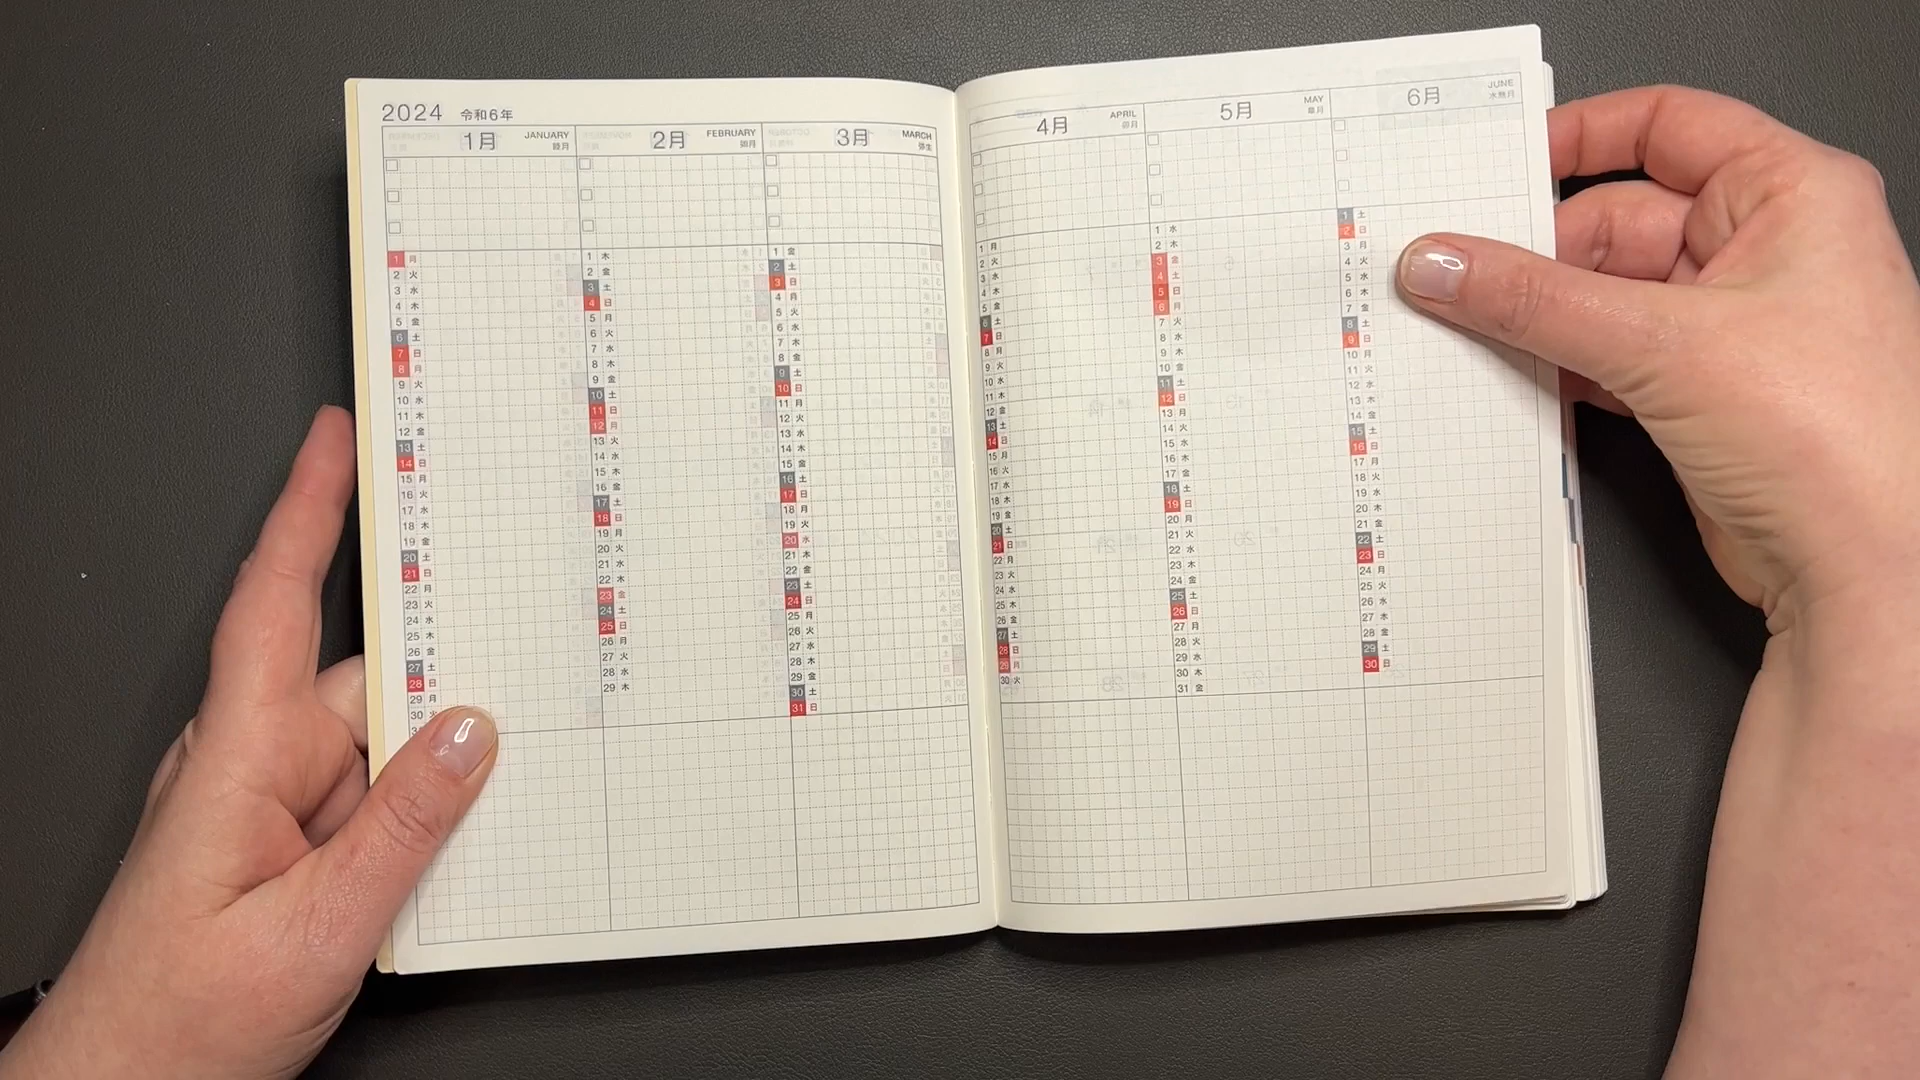 2024 令和6年
1月 JANUARY
睦月
1 月
2 火
3 水
4 木
5 金
6 土
7 日
8 月
9 火
10 水
11 木
12 金
13 土
14 日
15 月
16 火
17 水
18 木
19 金
20 土
21 日
22 月
23 火
24 水
25 木
26 金
27 土
28 日
29 月
30 火
2月 FEBRUARY
如月
1 木
2 金
3 土
4 日
5 月
6 火
7 水
8 木
9 金
10 土
11 日
12 月
13 火
14 水
15 木
16 金
17 土
18 日
19 月
20 火
21 水
22 木
23 金
24 土
25 日
26 月
27 火
28 水
29 木
3月 MARCH
弥生
1 金
2 土
3 日
4 月
5 火
6 水
7 木
8 金
9 土
10 日
11 月
12 火
13 水
14 木
15 金
16 土
17 日
18 月
19 火
20 水
21 木
22 金
23 土
24 日
25 月
26 火
27 水
28 木
29 金
30 土
31 日
4月 APRIL
卯月
1 月
2 火
3 水
4 木
5 金
6 土
7 日
8 月
9 火
10 水
11 木
12 金
13 土
14 日
15 月
16 火
17 水
18 木
19 金
20 土
21 日
22 月
23 火
24 水
25 木
26 金
27 土
28 日
29 月
30 火
5月 MAY
皐月
1 水
2 木
3 金
4 土
5 日
6 月
7 火
8 水
9 木
10 金
11 土
12 日
13 月
14 火
15 水
16 木
17 金
18 土
19 日
20 月
21 火
22 水
23 木
24 金
25 土
26 日
27 月
28 火
29 水
30 木
31 金
6月 JUNE
水無月
1 土
2 日
3 月
4 火
5 水
6 木
7 金
8 土
9 日
10 月
11 火
12 水
13 木
14 金
15 土
16 日
17 月
18 火
19 水
20 木
21 金
22 土
23 日
24 月
25 火
26 水
27 木
28 金
29 土
30 日